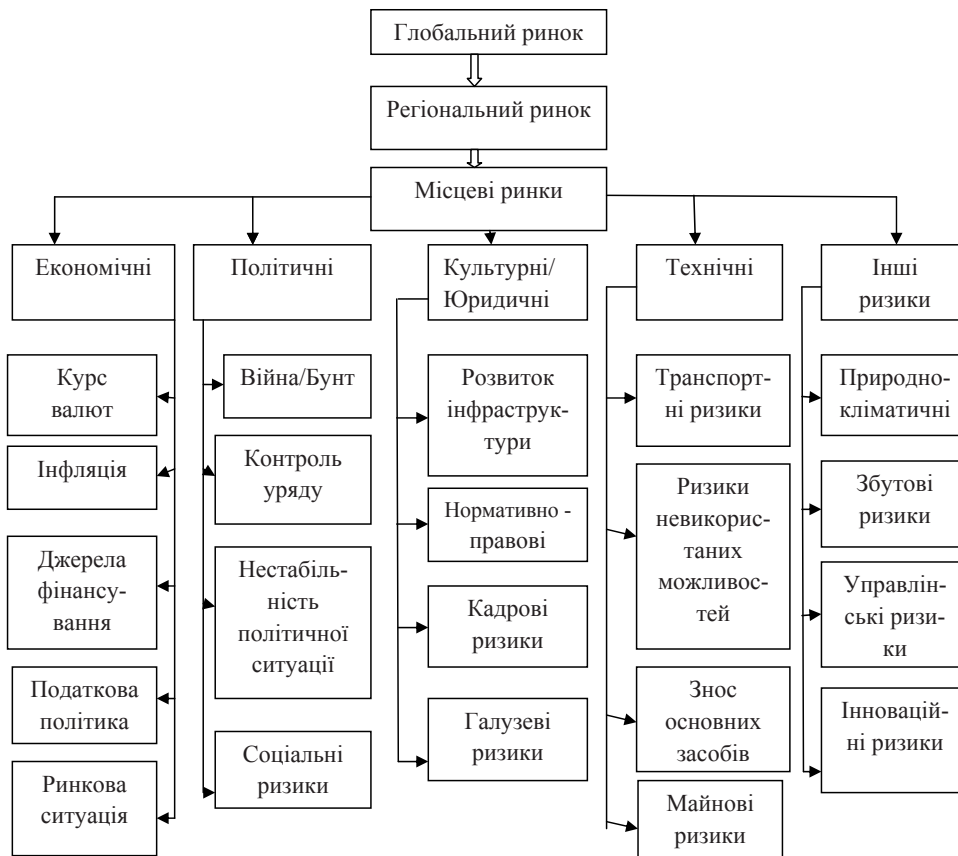 Глобальний ринок
Регіональний ринок
Місцеві ринки
Економічні
Політичні
Культурні/
Юридичні
Технічні
Інші
ризики
Курс
валют
Інфляція
Джерела
фінансу-
вання
Податкова
політика
Ринкова
ситуація
Війна/Бунт
Контроль
уряду
Нестабіль-
ність
політичної
ситуації
Соціальні
ризики
Розвиток
інфраструк-
тури
Нормативно -
правові
Кадрові
ризики
Галузеві
ризики
Транспорт-
ні ризики
Ризики
невикорис-
таних
можливос-
тей
Знос
основних
засобів
Майнові
ризики
Природно-
кліматичні
Збутові
ризики
Управлін-
ські ризи-
ки
Інновацій-
ні ризики